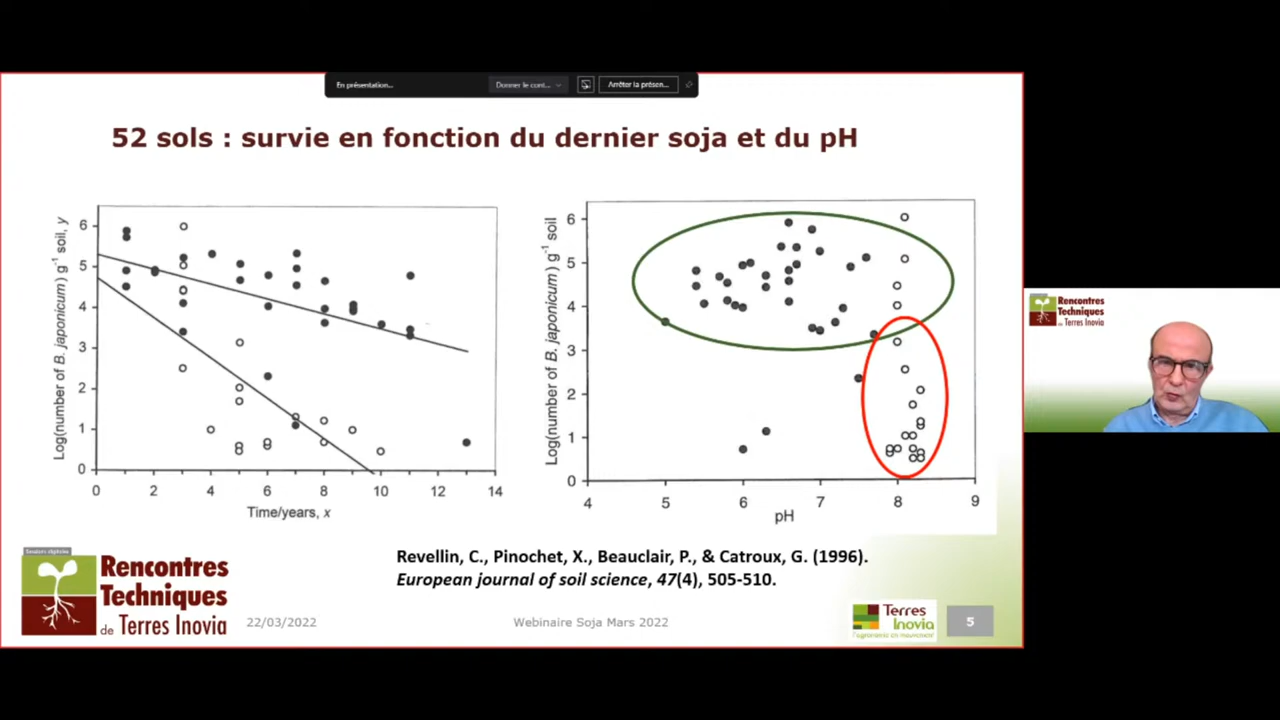 En présentation...
Donner le cont...
Arrêter la présen...
52 sols : survie en fonction du dernier soja et du pH
Log(number of B. japonicum) g⁻¹ soil, y
6
5
4
3
2
1
0
0 2 4 6 8 10 12 14
Time/years, x
Log(number of B. japonicum) g⁻¹ soil
6
5
4
3
2
1
0
4 5 6 7 8 9
pH
Revellin, C., Pinochet, X., Beauclair, P., & Catroux, G. (1996).
European journal of soil science, 47(4), 505-510.
Rencontres
Techniques
de Terres Inovia
22/03/2022
Webinaire Soja Mars 2022
Terres
Inovia
l'agronomie en mouvement
5
Rencontres
Techniques
de Terres Inovia